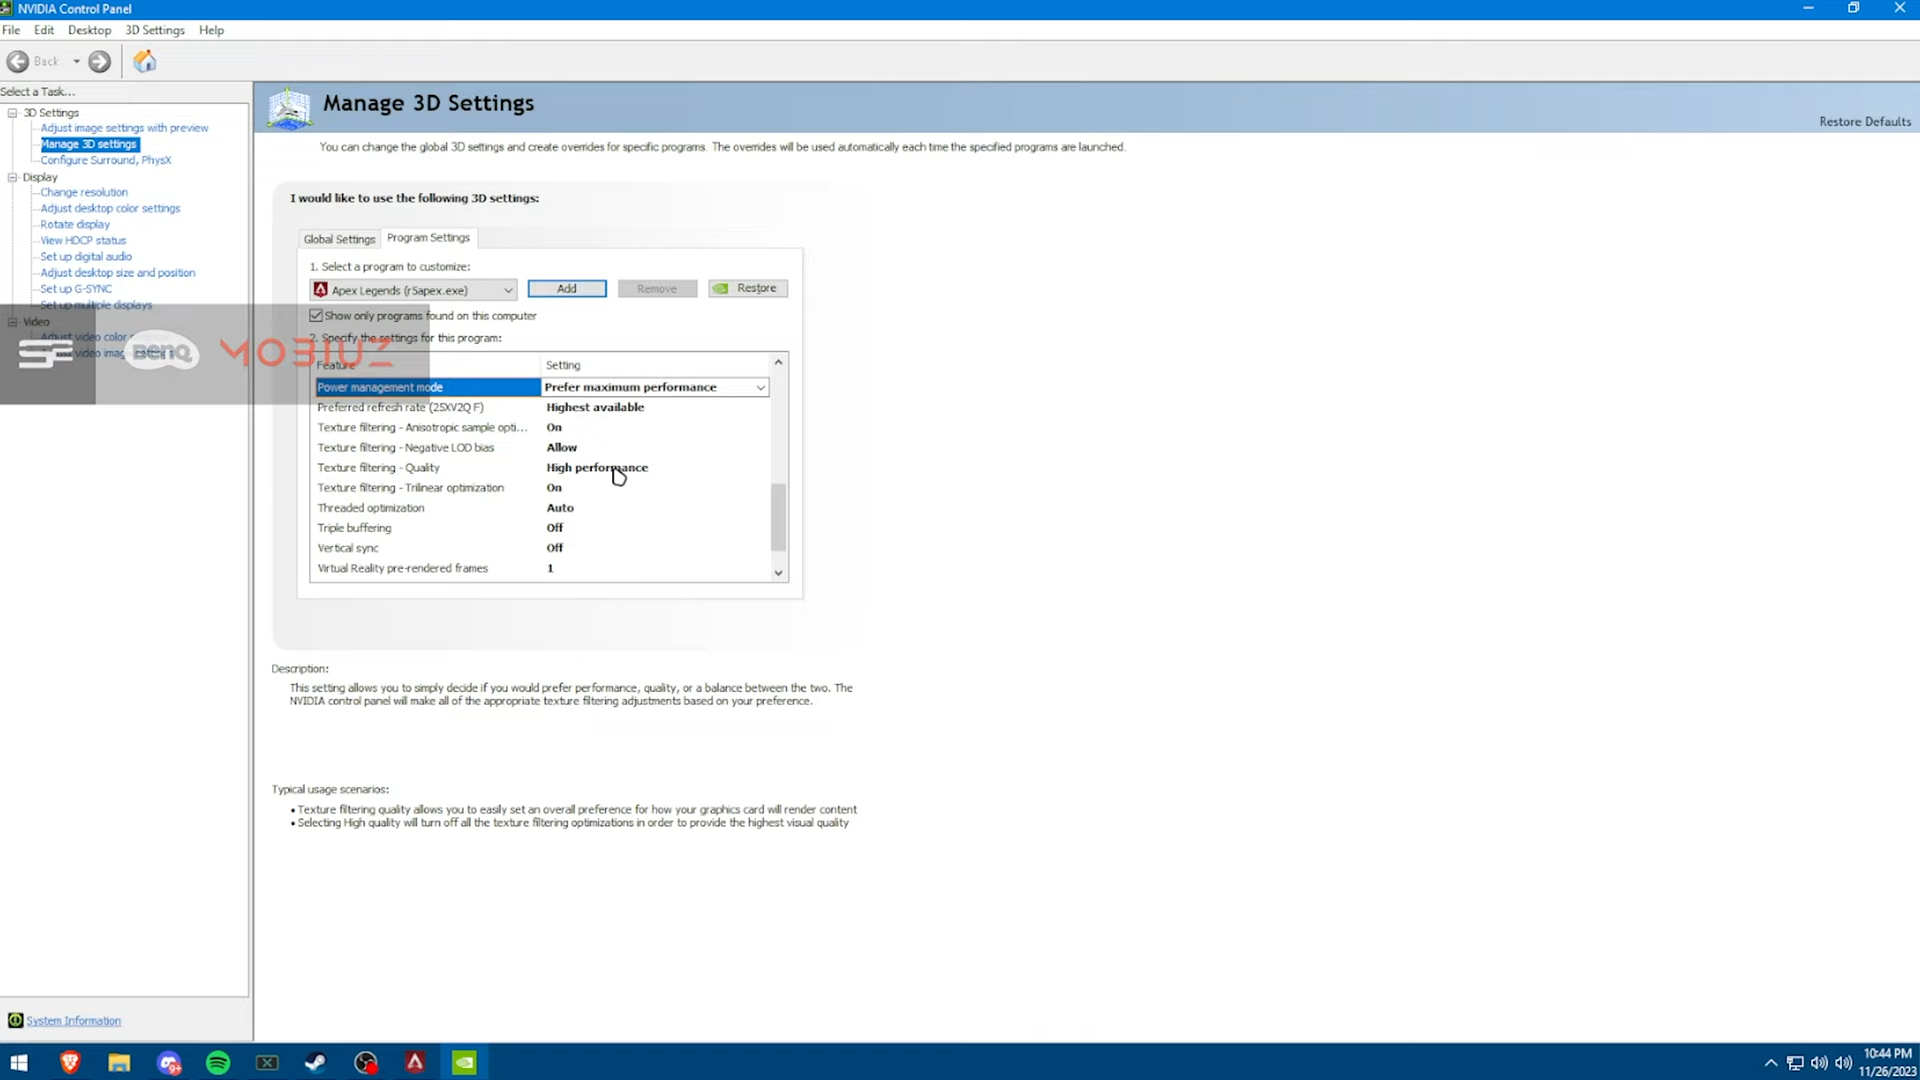 NVIDIA Control Panel
File Edit Desktop 3D Settings Help
Back
Select a Task...
3D Settings
Adjust image settings with preview
Manage 3D settings
Configure Surround, PhysX
Display
Change resolution
Adjust desktop color settings
Rotate display
View HDCP status
Set up digital audio
Adjust desktop size and position
Set up G-SYNC
Set up multiple displays
Video
Adjust video color
BenQ MOBIUZ
System Information
Manage 3D Settings
Restore Defaults
You can change the global 3D settings and create overrides for specific programs. The overrides will be used automatically each time the specified programs are launched.
I would like to use the following 3D settings:
Global Settings Program Settings
1. Select a program to customize:
Apex Legends (r5apex.exe) Add Remove Restore
Show only programs found on this computer
2. Specify the settings for this program:
Feature Setting
Power management mode Prefer maximum performance
Preferred refresh rate (25XV2Q F) Highest available
Texture filtering - Anisotropic sample opti... On
Texture filtering - Negative LOD bias Allow
Texture filtering - Quality High performance
Texture filtering - Trilinear optimization On
Threaded optimization Auto
Triple buffering Off
Vertical sync Off
Virtual Reality pre-rendered frames 1
Description:
This setting allows you to simply decide if you would prefer performance, quality, or a balance between the two. The
NVIDIA control panel will make all of the appropriate texture filtering adjustments based on your preference.
Typical usage scenarios:
• Texture filtering quality allows you to easily set an overall preference for how your graphics card will render content
• Selecting High quality will turn off all the texture filtering optimizations in order to provide the highest visual quality
10:44 PM
11/26/2023